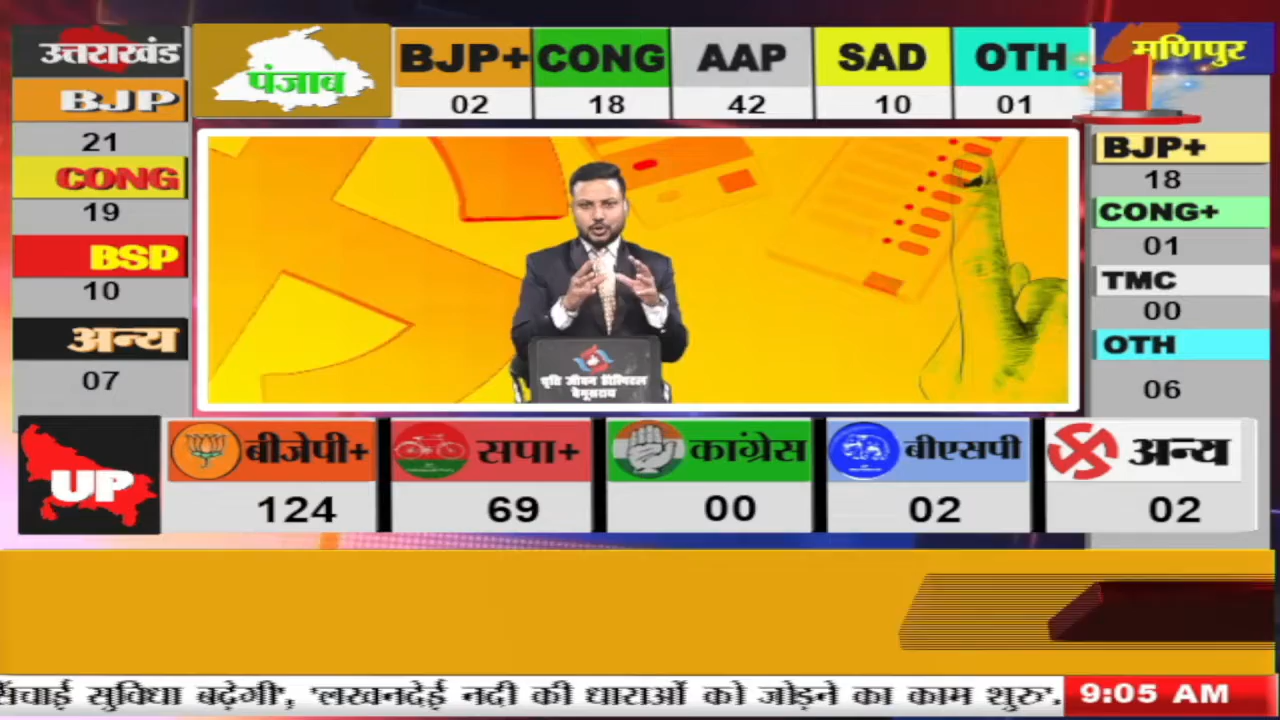 उत्तराखंड
BJP
21
CONG
19
BSP
10
अन्य
07
पंजाब
BJP+ CONG AAP SAD OTH
02 18 42 10 01
मणिपुर
1
BJP+
18
CONG+
01
TMC
00
OTH
06
UP
बीजेपी+ सपा+ कांग्रेस बीएसपी अन्य
124 69 00 02 02
सिंचाई सुविधा बढ़ेगी', 'लखनदेई नदी की धाराओं को जोड़ने का काम शुरु'.
9:05 AM